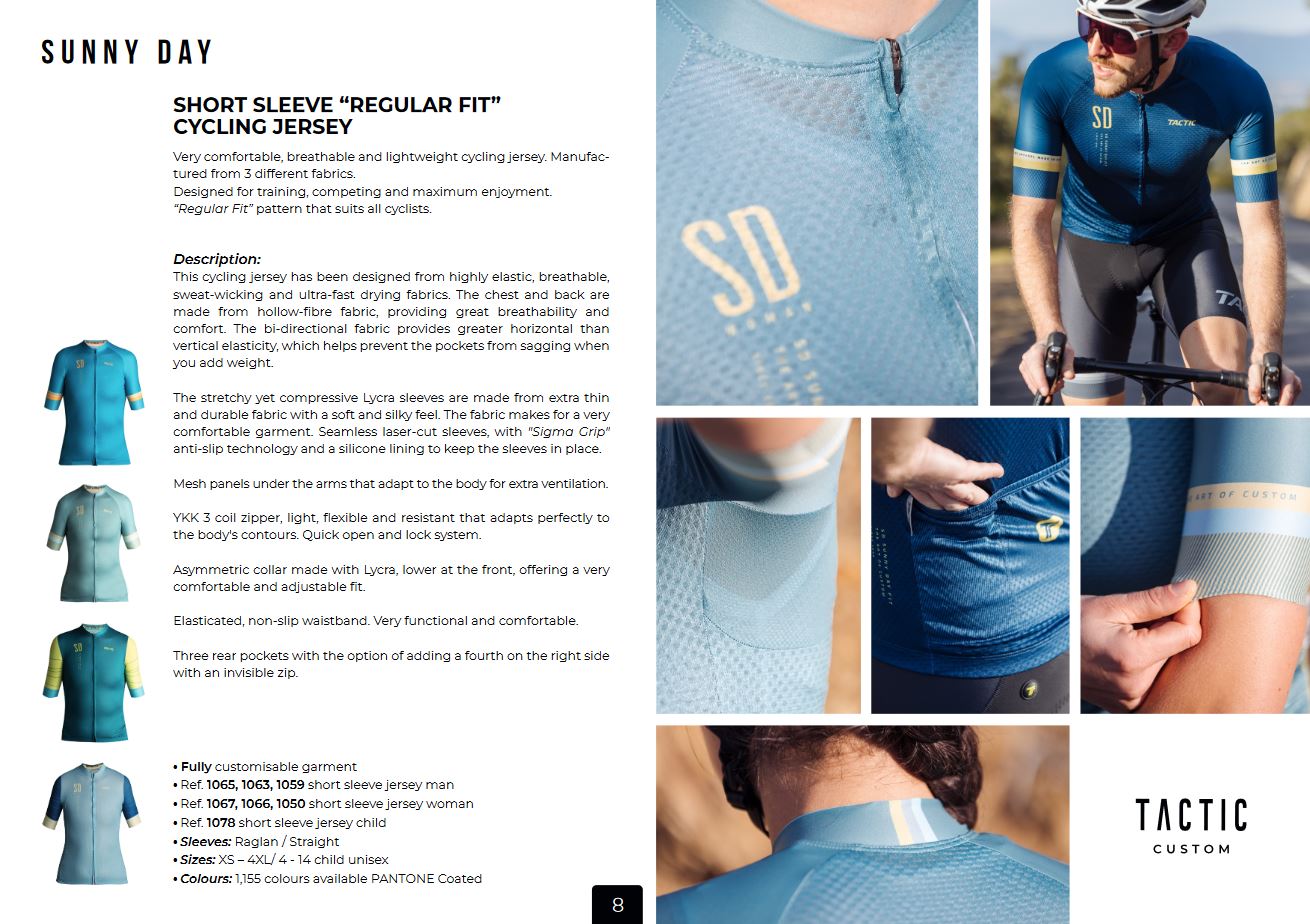 SUNNY DAY
SHORT SLEEVE “REGULAR FIT”
CYCLING JERSEY
Very comfortable, breathable and lightweight cycling jersey. Manufac-
tured from 3 different fabrics.
Designed for training, competing and maximum enjoyment.
“Regular Fit” pattern that suits all cyclists.
Description:
This cycling jersey has been designed from highly elastic, breathable,
sweat-wicking and ultra-fast drying fabrics. The chest and back are
made from hollow-fibre fabric, providing great breathability and
comfort. The bi-directional fabric provides greater horizontal than
vertical elasticity, which helps prevent the pockets from sagging when
you add weight.
The stretchy yet compressive Lycra sleeves are made from extra thin
and durable fabric with a soft and silky feel. The fabric makes for a very
comfortable garment. Seamless laser-cut sleeves, with "Sigma Grip"
anti-slip technology and a silicone lining to keep the sleeves in place.
Mesh panels under the arms that adapt to the body for extra ventilation.
YKK 3 coil zipper, light, flexible and resistant that adapts perfectly to
the body's contours. Quick open and lock system.
Asymmetric collar made with Lycra, lower at the front, offering a very
comfortable and adjustable fit.
Elasticated, non-slip waistband. Very functional and comfortable.
Three rear pockets with the option of adding a fourth on the right side
with an invisible zip.
• Fully customisable garment
• Ref. 1065, 1063, 1059 short sleeve jersey man
• Ref. 1067, 1066, 1050 short sleeve jersey woman
• Ref. 1078 short sleeve jersey child
• Sleeves: Raglan / Straight
• Sizes: XS – 4XL/ 4 - 14 child unisex
• Colours: 1,155 colours available PANTONE Coated
8
SD
WOMAN
SD
TACTIC
TA
ART OF CUSTOM
TACTIC
CUSTOM